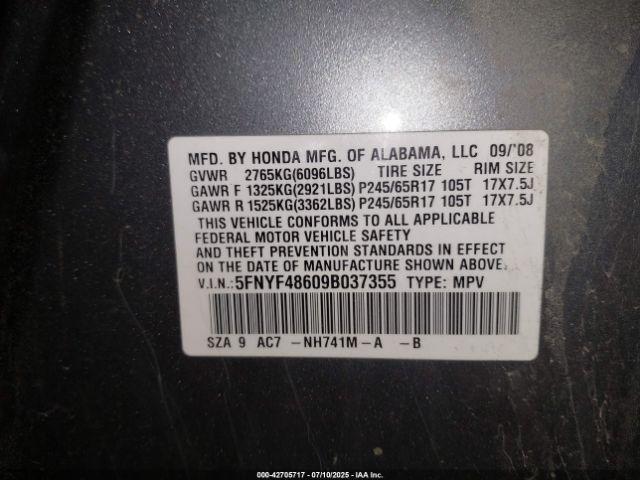 MFD. BY HONDA MFG. OF ALABAMA, LLC 09/'08
GVWR 2765KG(6096LBS) TIRE SIZE RIM SIZE
GAWR F 1325KG(2921LBS) P245/65R17 105T 17X7.5J
GAWR R 1525KG(3362LBS) P245/65R17 105T 17X7.5J
THIS VEHICLE CONFORMS TO ALL APPLICABLE
FEDERAL MOTOR VEHICLE SAFETY
AND THEFT PREVENTION STANDARDS IN EFFECT
ON THE DATE OF MANUFACTURE SHOWN ABOVE.
V.I.N.:5FNYF48609B037355 TYPE: MPV
SZA 9 AC7 -NH741M-A -B
000-42705717 - 07/10/2025 - IAA Inc.